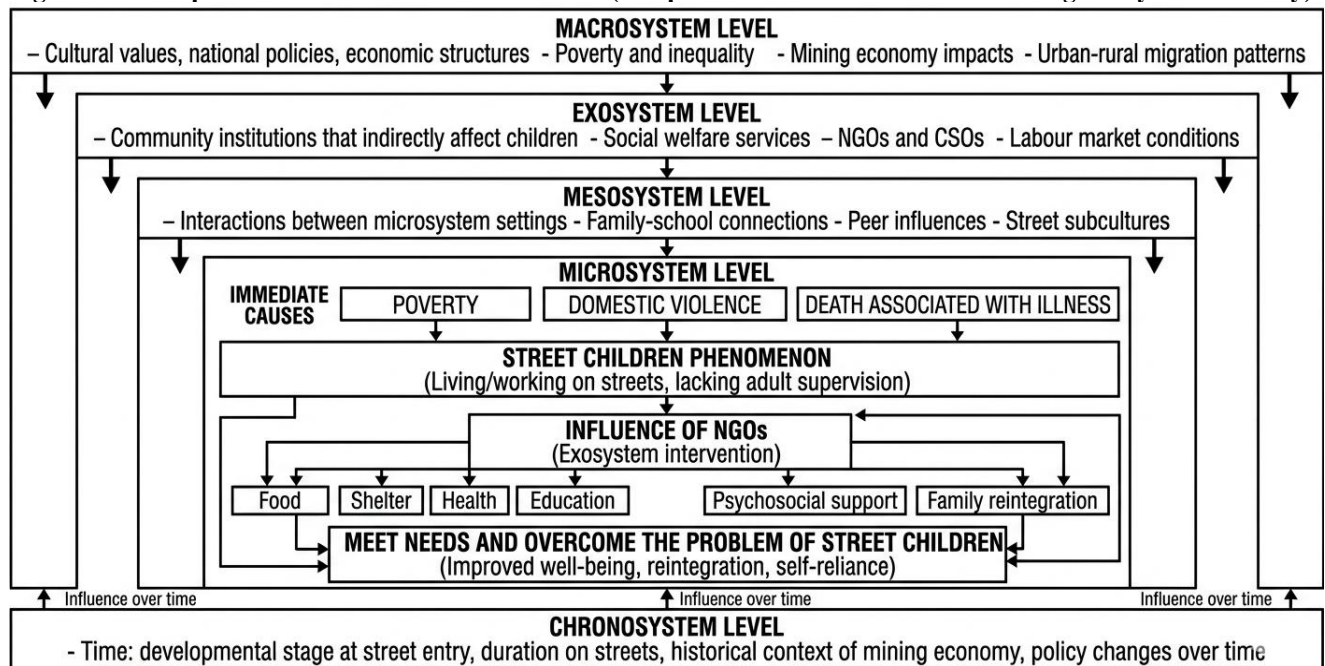 MACROSYSTEM LEVEL
– Cultural values, national policies, economic structures - Poverty and inequality - Mining economy impacts - Urban-rural migration patterns
EXOSYSTEM LEVEL
– Community institutions that indirectly affect children - Social welfare services – NGOs and CSOs - Labour market conditions
MESOSYSTEM LEVEL
– Interactions between microsystem settings - Family-school connections - Peer influences - Street subcultures
MICROSYSTEM LEVEL
IMMEDIATE
CAUSES
POVERTY
DOMESTIC VIOLENCE
DEATH ASSOCIATED WITH ILLNESS
STREET CHILDREN PHENOMENON
(Living/working on streets, lacking adult supervision)
INFLUENCE OF NGOs
(Exosystem intervention)
Food
Shelter
Health
Education
Psychosocial support
Family reintegration
MEET NEEDS AND OVERCOME THE PROBLEM OF STREET CHILDREN
(Improved well-being, reintegration, self-reliance)
Influence over time
Influence over time
Influence over time
CHRONOSYSTEM LEVEL
- Time: developmental stage at street entry, duration on streets, historical context of mining economy, policy changes over time